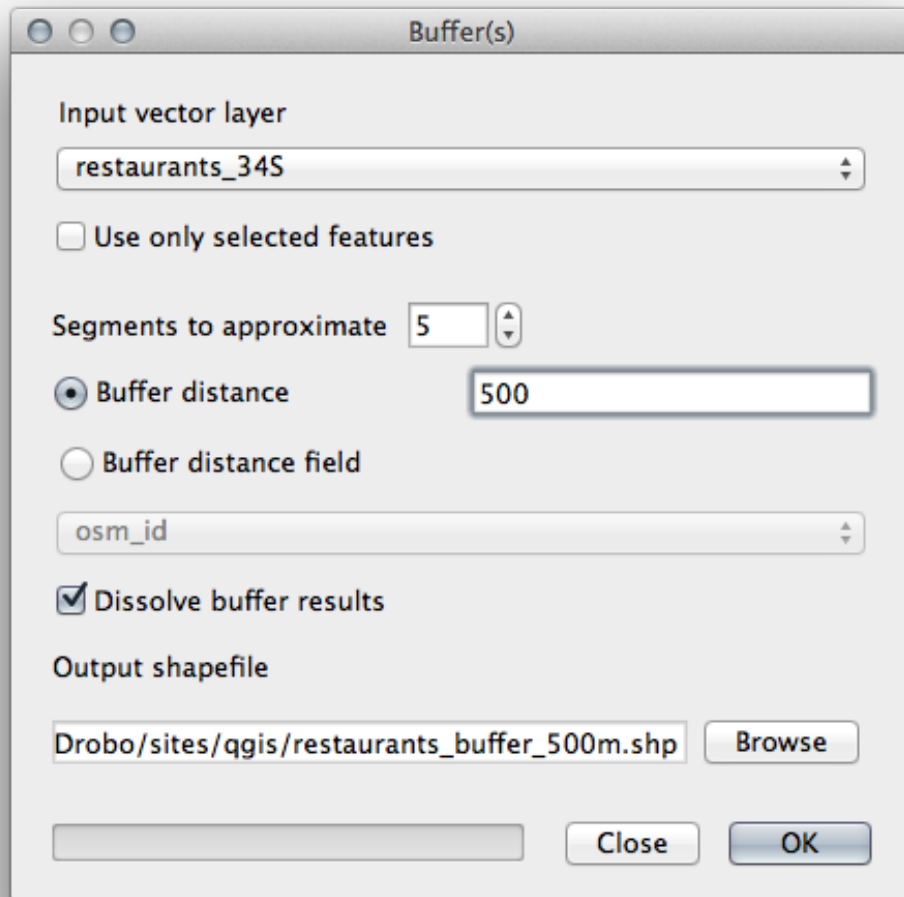 Buffer(s)
Input vector layer
restaurants_34S
Use only selected features
Segments to approximate 5
Buffer distance 500
Buffer distance field
osm_id
Dissolve buffer results
Output shapefile
Drobo/sites/qgis/restaurants_buffer_500m.shp Browse
Close OK